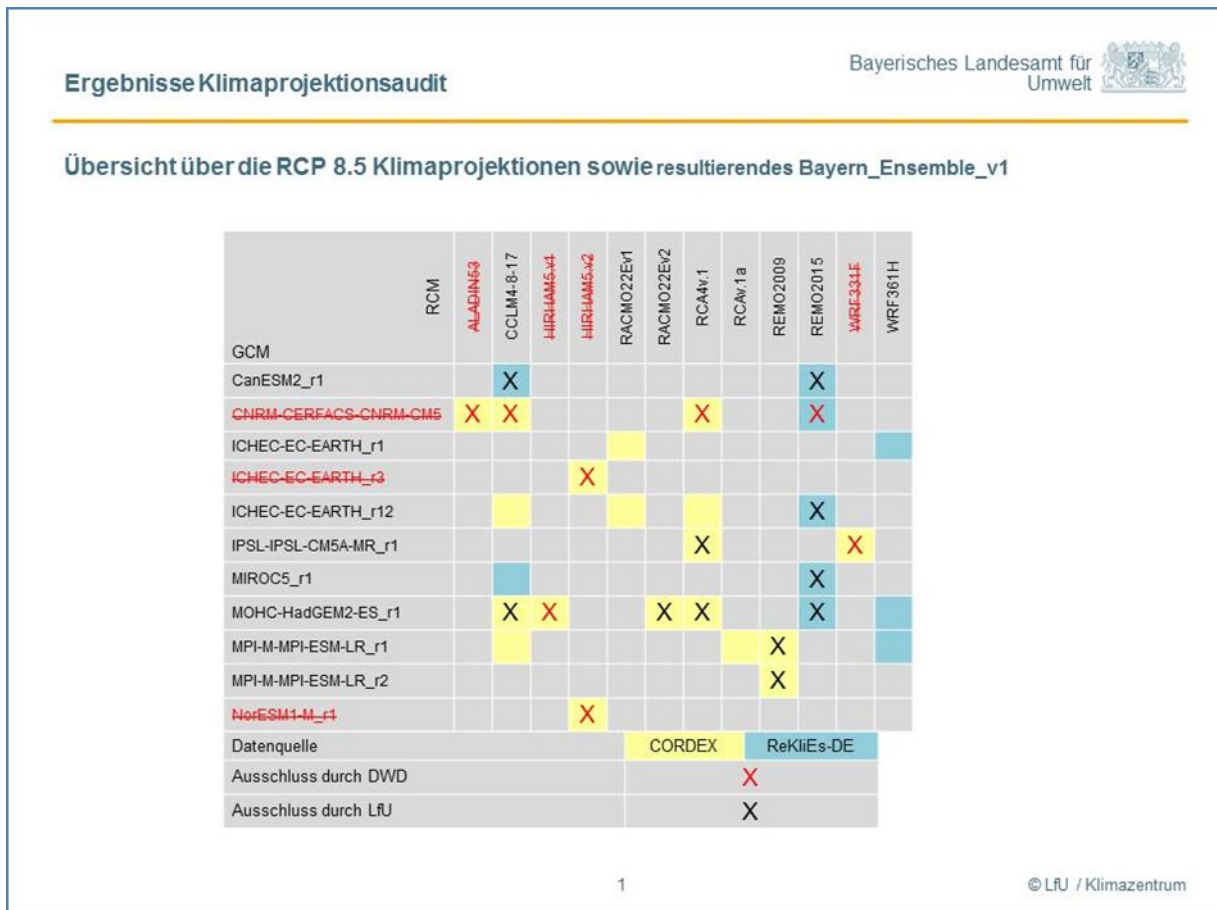 Ergebnisse Klimaprojektionsaudit
Bayerisches Landesamt für
Umwelt
Übersicht über die RCP 8.5 Klimaprojektionen sowie resultierendes Bayern_Ensemble_v1
RCM
ALADIN53
CCLM4-8-17
HIRHAM5.v1
HIRHAM5.v2
RACMO22Ev1
RACMO22Ev2
RCA4v.1
RCAv.1a
REMO2009
REMO2015
WRF331F
WRF361H
GCM
CanESM2_r1 X X
CNRM-CERFACS-CNRM-CM5 X X X X
ICHEC-EC-EARTH_r1
ICHEC-EC-EARTH_r3 X
ICHEC-EC-EARTH_r12 X
IPSL-IPSL-CM5A-MR_r1 X X
MIROC5_r1 X
MOHC-HadGEM2-ES_r1 X X X X X
MPI-M-MPI-ESM-LR_r1 X
MPI-M-MPI-ESM-LR_r2 X
NorESM1-M_r1 X
Datenquelle CORDEX ReKliEs-DE
Ausschluss durch DWD X
Ausschluss durch LfU X
1
© LfU / Klimazentrum